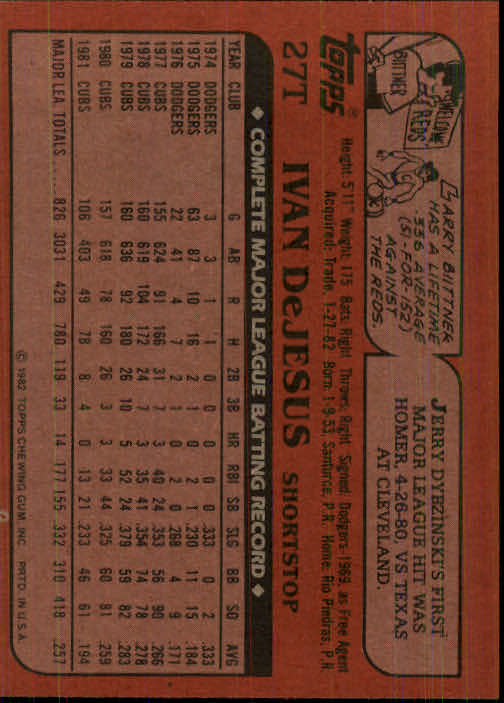 WELCOME
REDS
BIITTNER
LARRY BIITTNER
HAS A LIFETIME
.336 AVERAGE
(51-FOR-152)
AGAINST
THE REDS.
JERRY DYBZINSKI'S FIRST
MAJOR LEAGUE HIT WAS
HOMER, 4-26-80, VS TEXAS
AT CLEVELAND.
topps®
Height: 5'11" Weight: 175 Bats: Right Throws: Right Signed: Dodgers-1969, as Free Agent
Acquired: Trade, 1-27-82 Born: 1-9-53, Santurce, P.R. Home: Rio Piedras, P.R.
27T IVAN DeJESUS SHORTSTOP
◆ COMPLETE MAJOR LEAGUE BATTING RECORD ◆
YEAR CLUB G AB R H 2B 3B HR RBI SB SLG BB SO AVG
1974 DODGERS 3 3 1 1 0 0 0 0 0 .333 0 2 .333
1975 DODGERS 63 87 10 16 2 1 0 2 1 .230 11 15 .184
1976 DODGERS 22 41 4 7 2 1 0 2 0 .268 4 9 .171
1977 CUBS 155 624 91 166 31 7 3 40 24 .353 56 90 .266
1978 CUBS 160 619 104 172 24 7 3 35 41 .354 74 78 .278
1979 CUBS 160 636 92 180 26 10 5 52 24 .379 59 82 .283
1980 CUBS 157 618 78 160 26 3 3 33 44 .325 60 81 .259
1981 CUBS 106 403 49 78 8 4 0 13 21 .233 46 61 .194
MAJOR LEA. TOTALS 826 3031 429 780 119 33 14 177 155 .332 310 418 .257
© 1982 TOPPS CHEWING GUM, INC. PRTD. IN U.S.A.